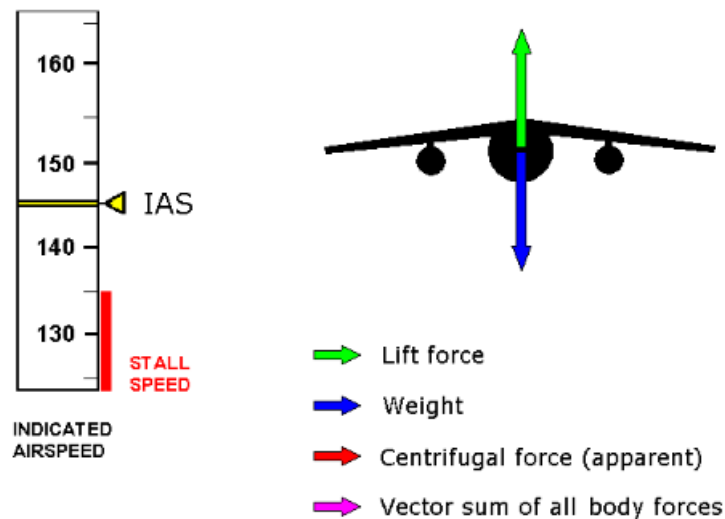 160
150
IAS
140
130
STALL
SPEED
INDICATED
AIRSPEED
Lift force
Weight
Centrifugal force (apparent)
Vector sum of all body forces